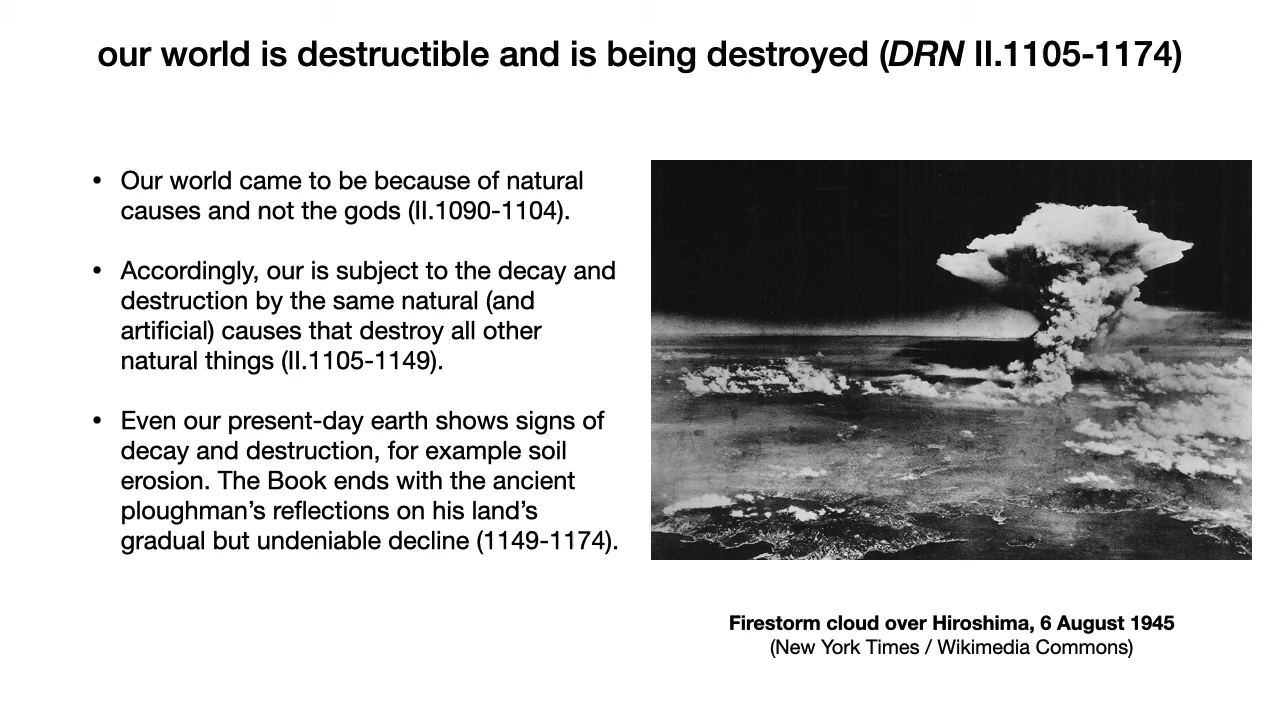 our world is destructible and is being destroyed (DRN II.1105-1174)
• Our world came to be because of natural
causes and not the gods (II.1090-1104).
• Accordingly, our is subject to the decay and
destruction by the same natural (and
artificial) causes that destroy all other
natural things (II.1105-1149).
• Even our present-day earth shows signs of
decay and destruction, for example soil
erosion. The Book ends with the ancient
ploughman’s reflections on his land’s
gradual but undeniable decline (1149-1174).
Firestorm cloud over Hiroshima, 6 August 1945
(New York Times / Wikimedia Commons)